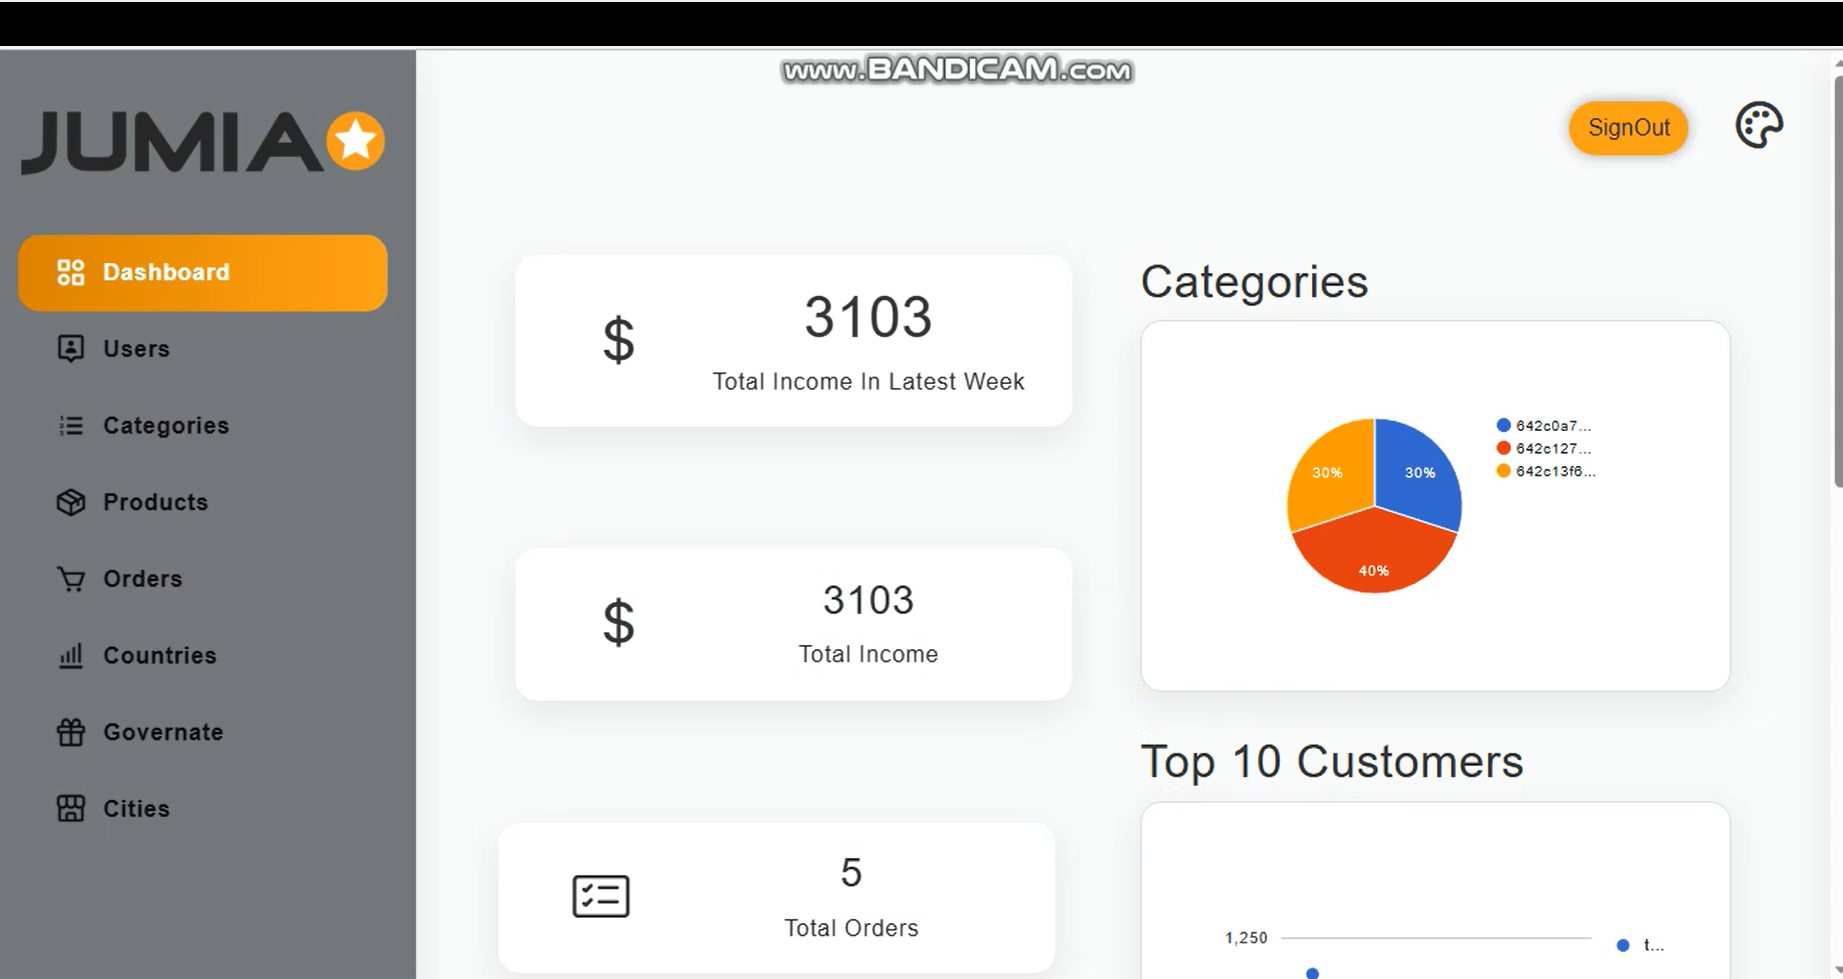 www.BANDICAM.com
JUMIA
SignOut
Dashboard
Users
Categories
Products
Orders
Countries
Governate
Cities
$
3103
Total Income In Latest Week
$
3103
Total Income
5
Total Orders
Categories
30%
30%
40%
642c0a7...
642c127...
642c13f6...
Top 10 Customers
1,250
t...